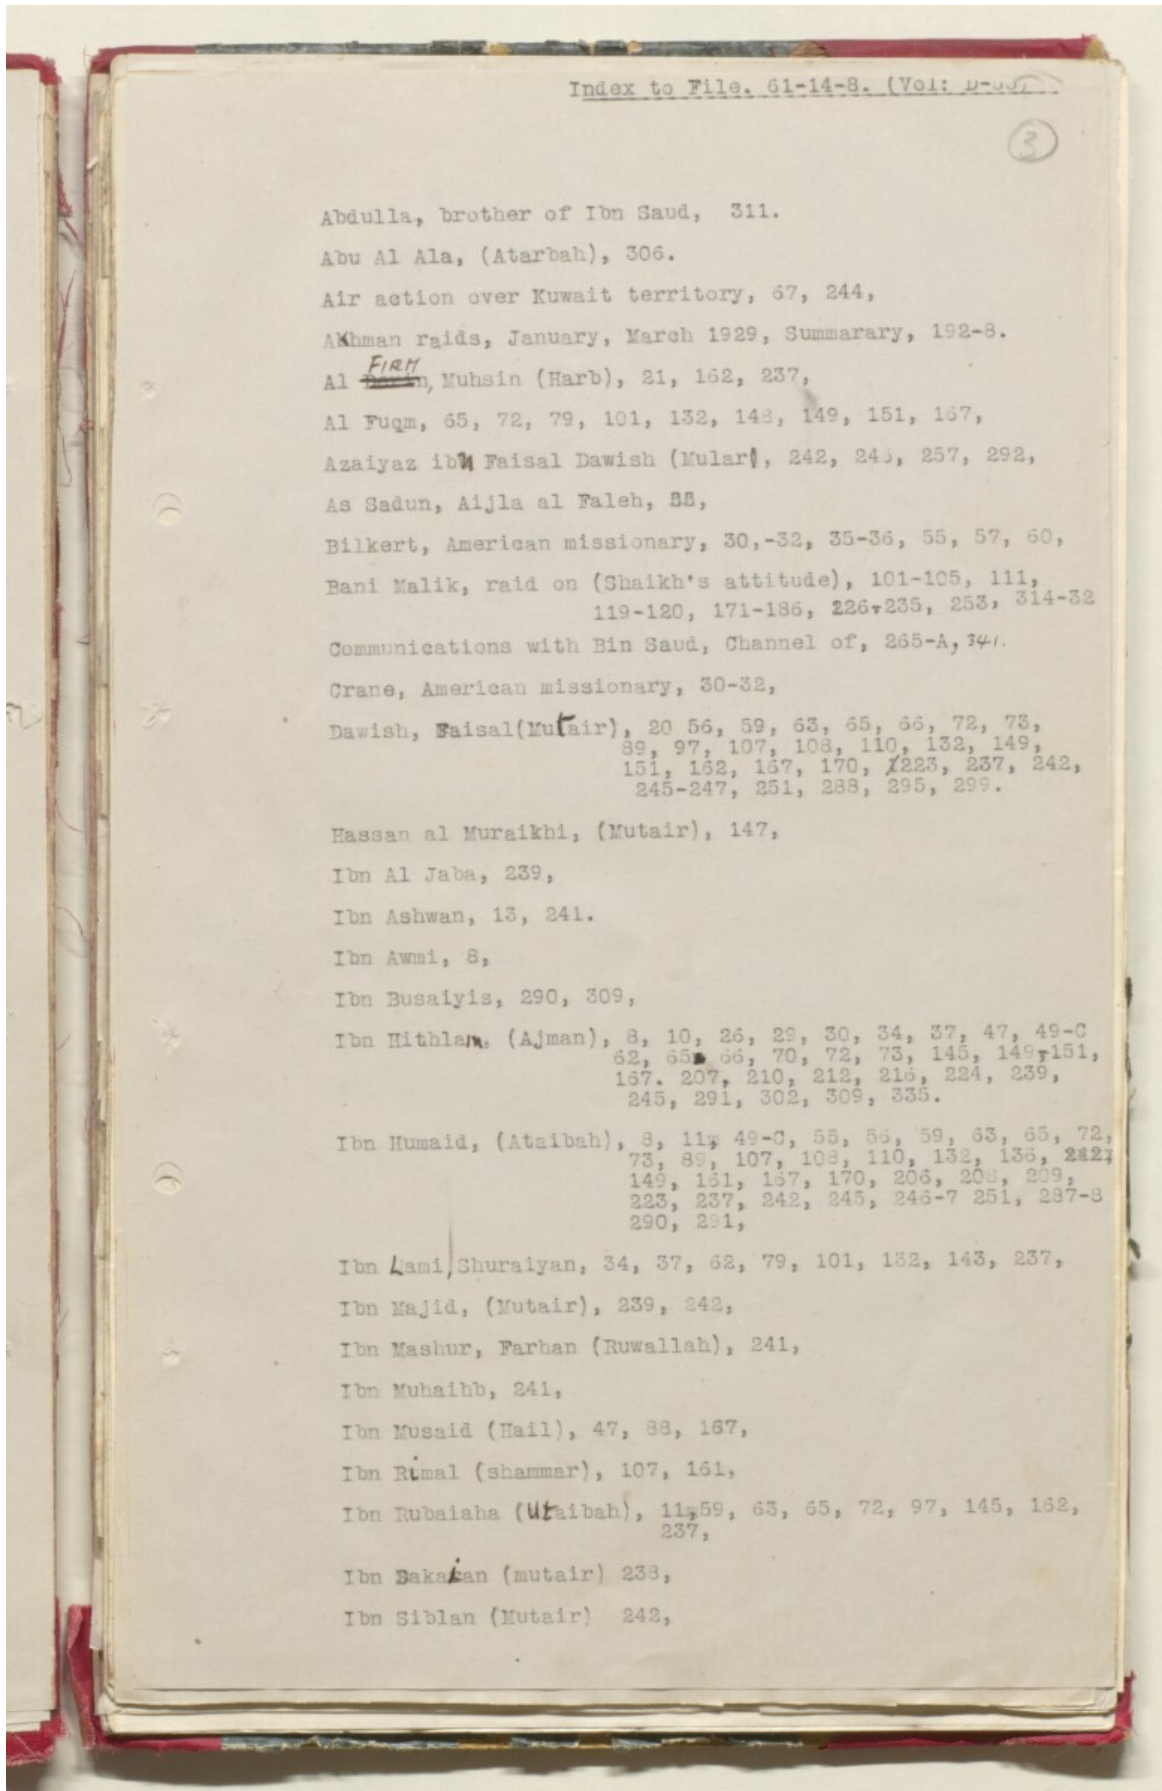 Index to File. 61-14-8. (Vol:
3
Abdulla, brother of Ibn Saud, 311.
Abu Al Ala, (Atarbah), 306.
Air action over Kuwait territory, 67, 244,
Akhman raids, January, March 1929, Summarary, 192-8.
FIRM
Al Muhsin (Harb), 21, 162, 237,
Al Fuqm, 65, 72, 79, 101, 132, 148, 149, 151, 167,
Azaiyaz ibn Faisal Dawish (Mular), 242, 257, 292,
As Sadun, Aijla al Faleh,
Bilkert, American missionary, 30,-32, 35-36, 55, 57, 60,
Bani Malik, raid on (Shaikh's attitude), 101-105, 111,
119-120, 171-186, 226-235, 253, 314-32
Communications with Bin Saud, Channel of, 265-A, 341.
Crane, American missionary, 30-32,
Dawish, Faisal(Mutair), 20 56, 59, 63, 65, 66, 72, 73,
89, 97, 107, 108, 110, 132, 149,
151, 162, 167, 170, 223, 237, 242,
245-247, 251, 288, 295, 299.
Hassan al Muraikhi, (Mutair), 147,
Ibn Al Jaba, 239,
Ibn Ashwan, 13, 241.
Ibn Awmi, 8,
Ibn Busaiyis, 290, 309,
Ibn Hithlan, (Ajman), 8, 10, 26, 29, 30, 34, 37, 47, 49-C
62, 65, 66, 70, 72, 73, 145, 149-151,
167. 207, 210, 212, 216, 224, 239,
245, 291, 302, 309, 335.
Ibn Humaid, (Ataibah), 8, 11, 49-C, 55, 56, 59, 63, 65, 72,
73, 89, 107, 108, 110, 132, 136,
149, 161, 167, 170, 206, 208, 209,
223, 237, 242, 245, 246-7 251, 287-8
290, 291,
Ibn Lami, Shuraiyan, 34, 37, 62, 79, 101, 132, 143, 237,
Ibn Majid, (Mutair), 239, 242,
Ibn Mashur, Farhan (Ruwallah), 241,
Ibn Muhaihb, 241,
Ibn Musaid (Hail), 47, 88, 167,
Ibn Rimal (shammar), 107, 161,
Ibn Rubaiaha (Utaibah), 11,59, 63, 65, 72, 97, 145, 162,
237,
Ibn (mutair) 238,
Ibn Siblan (Mutair) 242,